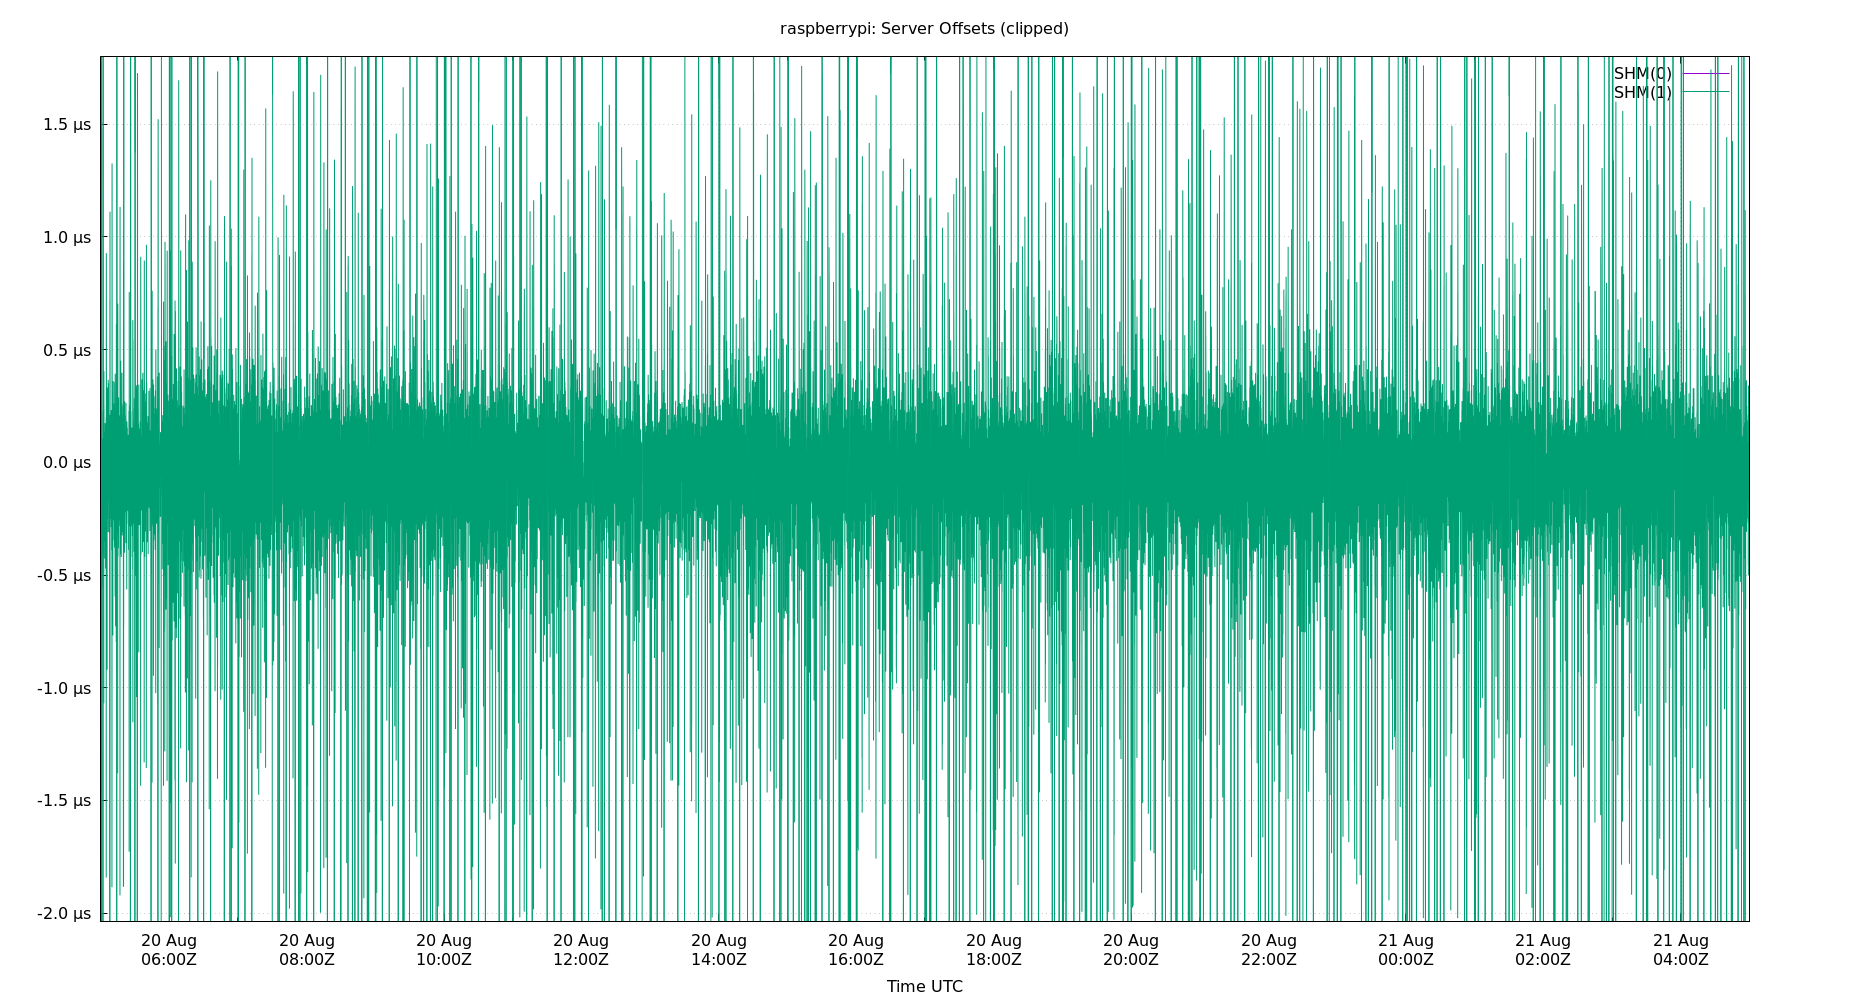 raspberrypi: Server Offsets (clipped)
SHM(0)
SHM(1)
1.5 µs
1.0 µs
0.5 µs
0.0 µs
-0.5 µs
-1.0 µs
-1.5 µs
-2.0 µs
20 Aug 20 Aug 20 Aug 20 Aug 20 Aug 20 Aug 20 Aug 20 Aug 20 Aug 21 Aug 21 Aug 21 Aug
06:00Z 08:00Z 10:00Z 12:00Z 14:00Z 16:00Z 18:00Z 20:00Z 22:00Z 00:00Z 02:00Z 04:00Z
Time UTC